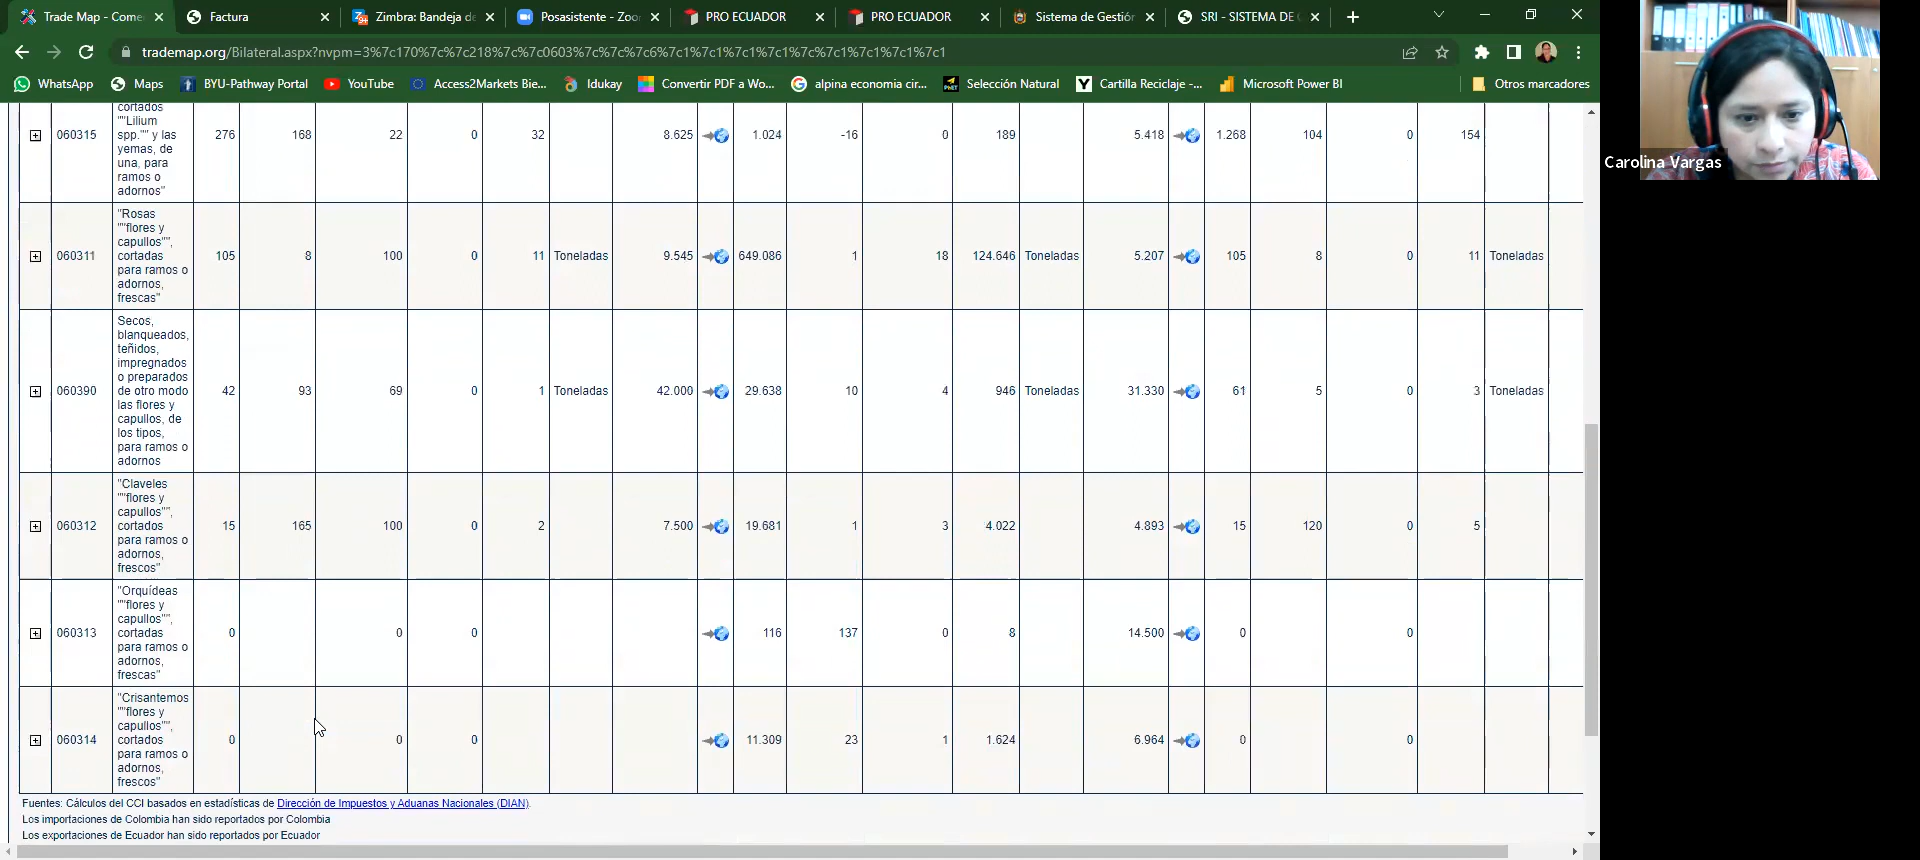 Trade Map - Come
Factura
Zimbra: Bandeja de
Posasistente - Zoo
PRO ECUADOR
PRO ECUADOR
Sistema de Gestión
SRI - SISTEMA DE
trademap.org/Bilateral.aspx?nvpm=3%7c170%7c%7c218%7c%7c0603%7c%7c%7c6%7c1%7c1%7c1%7c1%7c%7c1%7c1%7c1%7c1
WhatsApp
Maps
BYU-Pathway Portal
YouTube
Access2Markets Bie...
Idukay
Convertir PDF a Wo...
alpina economia cir...
Selección Natural
Cartilla Reciclaje -...
Microsoft Power BI
Otros marcadores
Carolina Vargas
cortados
""Lilium
spp."" y las
yemas, de
una, para
ramos o
adornos"
060315 276 168 22 0 32 8.625 1.024 -16 0 189 5.418 1.268 104 0 154
"Rosas
""flores y
capullos"",
cortadas
para ramos o
adornos,
frescas"
060311 105 8 100 0 11 Toneladas 9.545 649.086 1 18 124.646 Toneladas 5.207 105 8 0 11 Toneladas
Secos,
blanqueados,
teñidos,
impregnados
o preparados
de otro modo
las flores y
capullos, de
los tipos,
para ramos o
adornos
060390 42 93 69 0 1 Toneladas 42.000 29.638 10 4 946 Toneladas 31.330 61 5 0 3 Toneladas
"Claveles
""flores y
capullos"",
cortados
para ramos o
adornos,
frescos"
060312 15 165 100 0 2 7.500 19.681 1 3 4.022 4.893 15 120 0 5
"Orquídeas
""flores y
capullos"",
cortadas
para ramos o
adornos,
frescas"
060313 0 0 0 116 137 0 8 14.500 0 0
"Crisantemos
""flores y
capullos"",
cortados
para ramos o
adornos,
frescos"
060314 0 0 0 11.309 23 1 1.624 6.964 0 0
Fuentes: Cálculos del CCI basados en estadísticas de Dirección de Impuestos y Aduanas Nacionales (DIAN).
Los importaciones de Colombia han sido reportados por Colombia
Los exportaciones de Ecuador han sido reportados por Ecuador